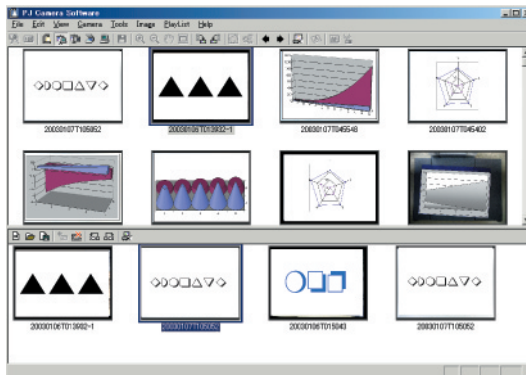 PJ Camera Software
File Edit View Camera Tools Image PlayList Help
20030107T105052 20030106T013932-1 20030107T045548 20030107T045402
20030106T013902-1 20030107T105052 20030106T015043 20030107T105052